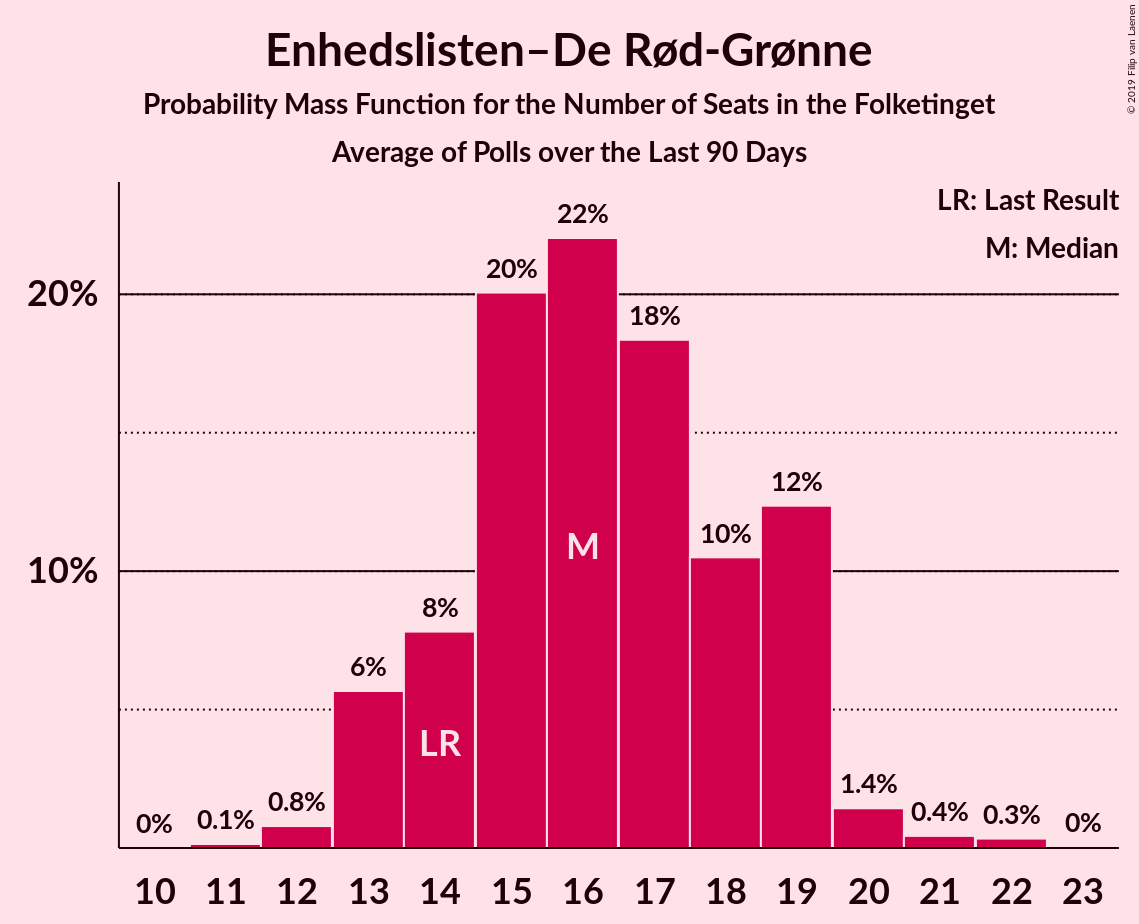 Enhedslisten–De Rød-Grønne
Probability Mass Function for the Number of Seats in the Folketinget
Average of Polls over the Last 90 Days
© 2019 Filip van Laenen
LR: Last Result
M: Median
22%
20%
20%
18%
12%
M
10%
10%
8%
6%
LR
1.4%
0.8%
0.4%
0.3%
0.1%
0%
0%
10 11 12 13 14 15 16 17 18 19 20 21 22 23